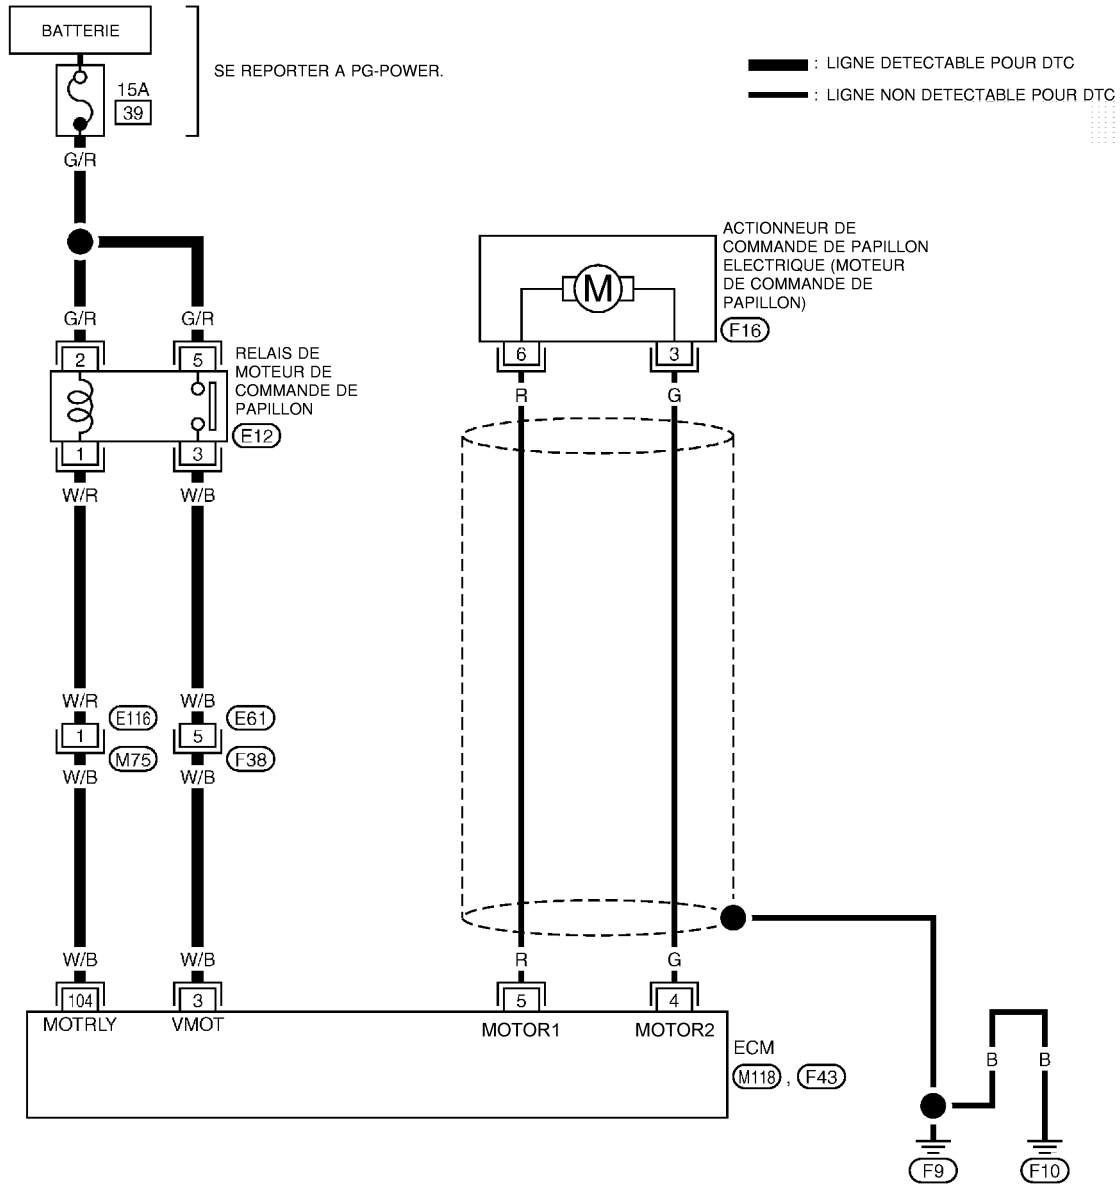 BATTERIE
SE REPORTER A PG-POWER.
15A
39
G/R
: LIGNE DETECTABLE POUR DTC
: LIGNE NON DETECTABLE POUR DTC
G/R
G/R
2
5
RELAIS DE
MOTEUR DE
COMMANDE DE
PAPILLON
E12
1
3
W/R
W/B
ACTIONNEUR DE
COMMANDE DE PAPILLON
ELECTRIQUE (MOTEUR
DE COMMANDE DE
PAPILLON)
F16
M
6
3
R
G
W/R
W/B
E116
E61
1
5
M75
F38
W/B
W/B
W/B
W/B
R
G
104
3
5
4
MOTRLY
VMOT
MOTOR1
MOTOR2
ECM
M118 , F43
B
B
F9
F10